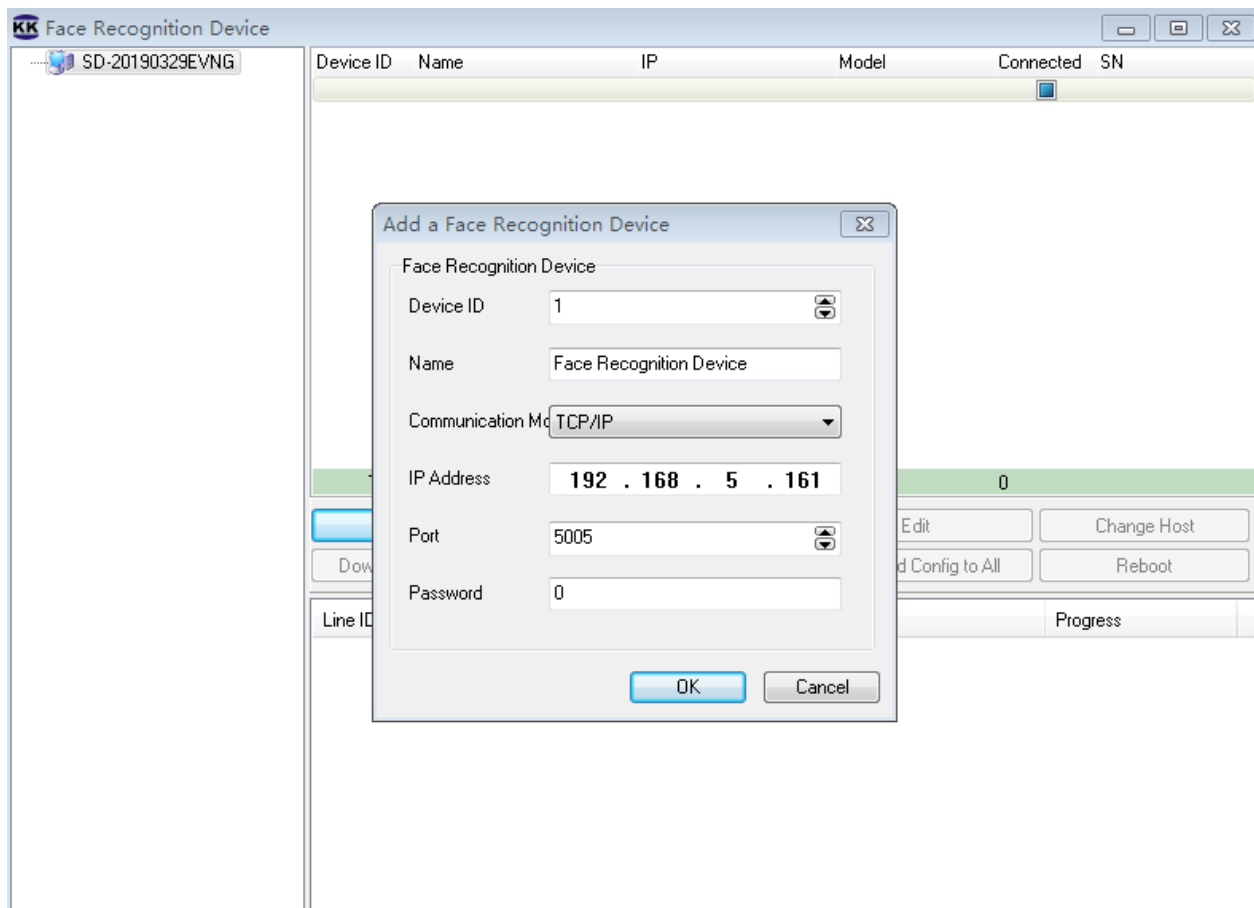 KK Face Recognition Device
SD-20190329EVNG
Device ID Name IP Model Connected SN
Add a Face Recognition Device
Face Recognition Device
Device ID 1
Name Face Recognition Device
Communication Mo TCP/IP
IP Address 192 . 168 . 5 . 161
0
Port 5005
Edit Change Host
Dow d Config to All Reboot
Password 0
Line ID Progress
OK Cancel